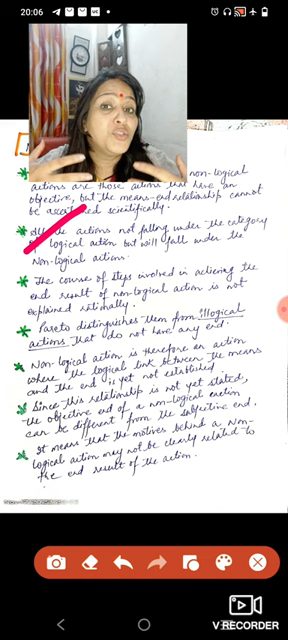 20:06
non-logical
actions are those actions that have an
objective, but the means-end relationship cannot
be ascertained scientifically.
All the actions not falling under the category
of logical action but will fall under the
Non-logical actions.
The course of steps involved in achieving the
end result of non-logical action is not
explained rationally.
Pareto distinguishes them from illogical
actions that do not have any end.
Non-logical action is therefore an action
where the logical link between the means
and the end is yet not established.
Since this relationship is not yet stated,
the objective end of a non-logical action
can be different from the subjective end.
It means that the motives behind a Non-
logical action may not be clearly related to
the end result of the action.
V RECORDER